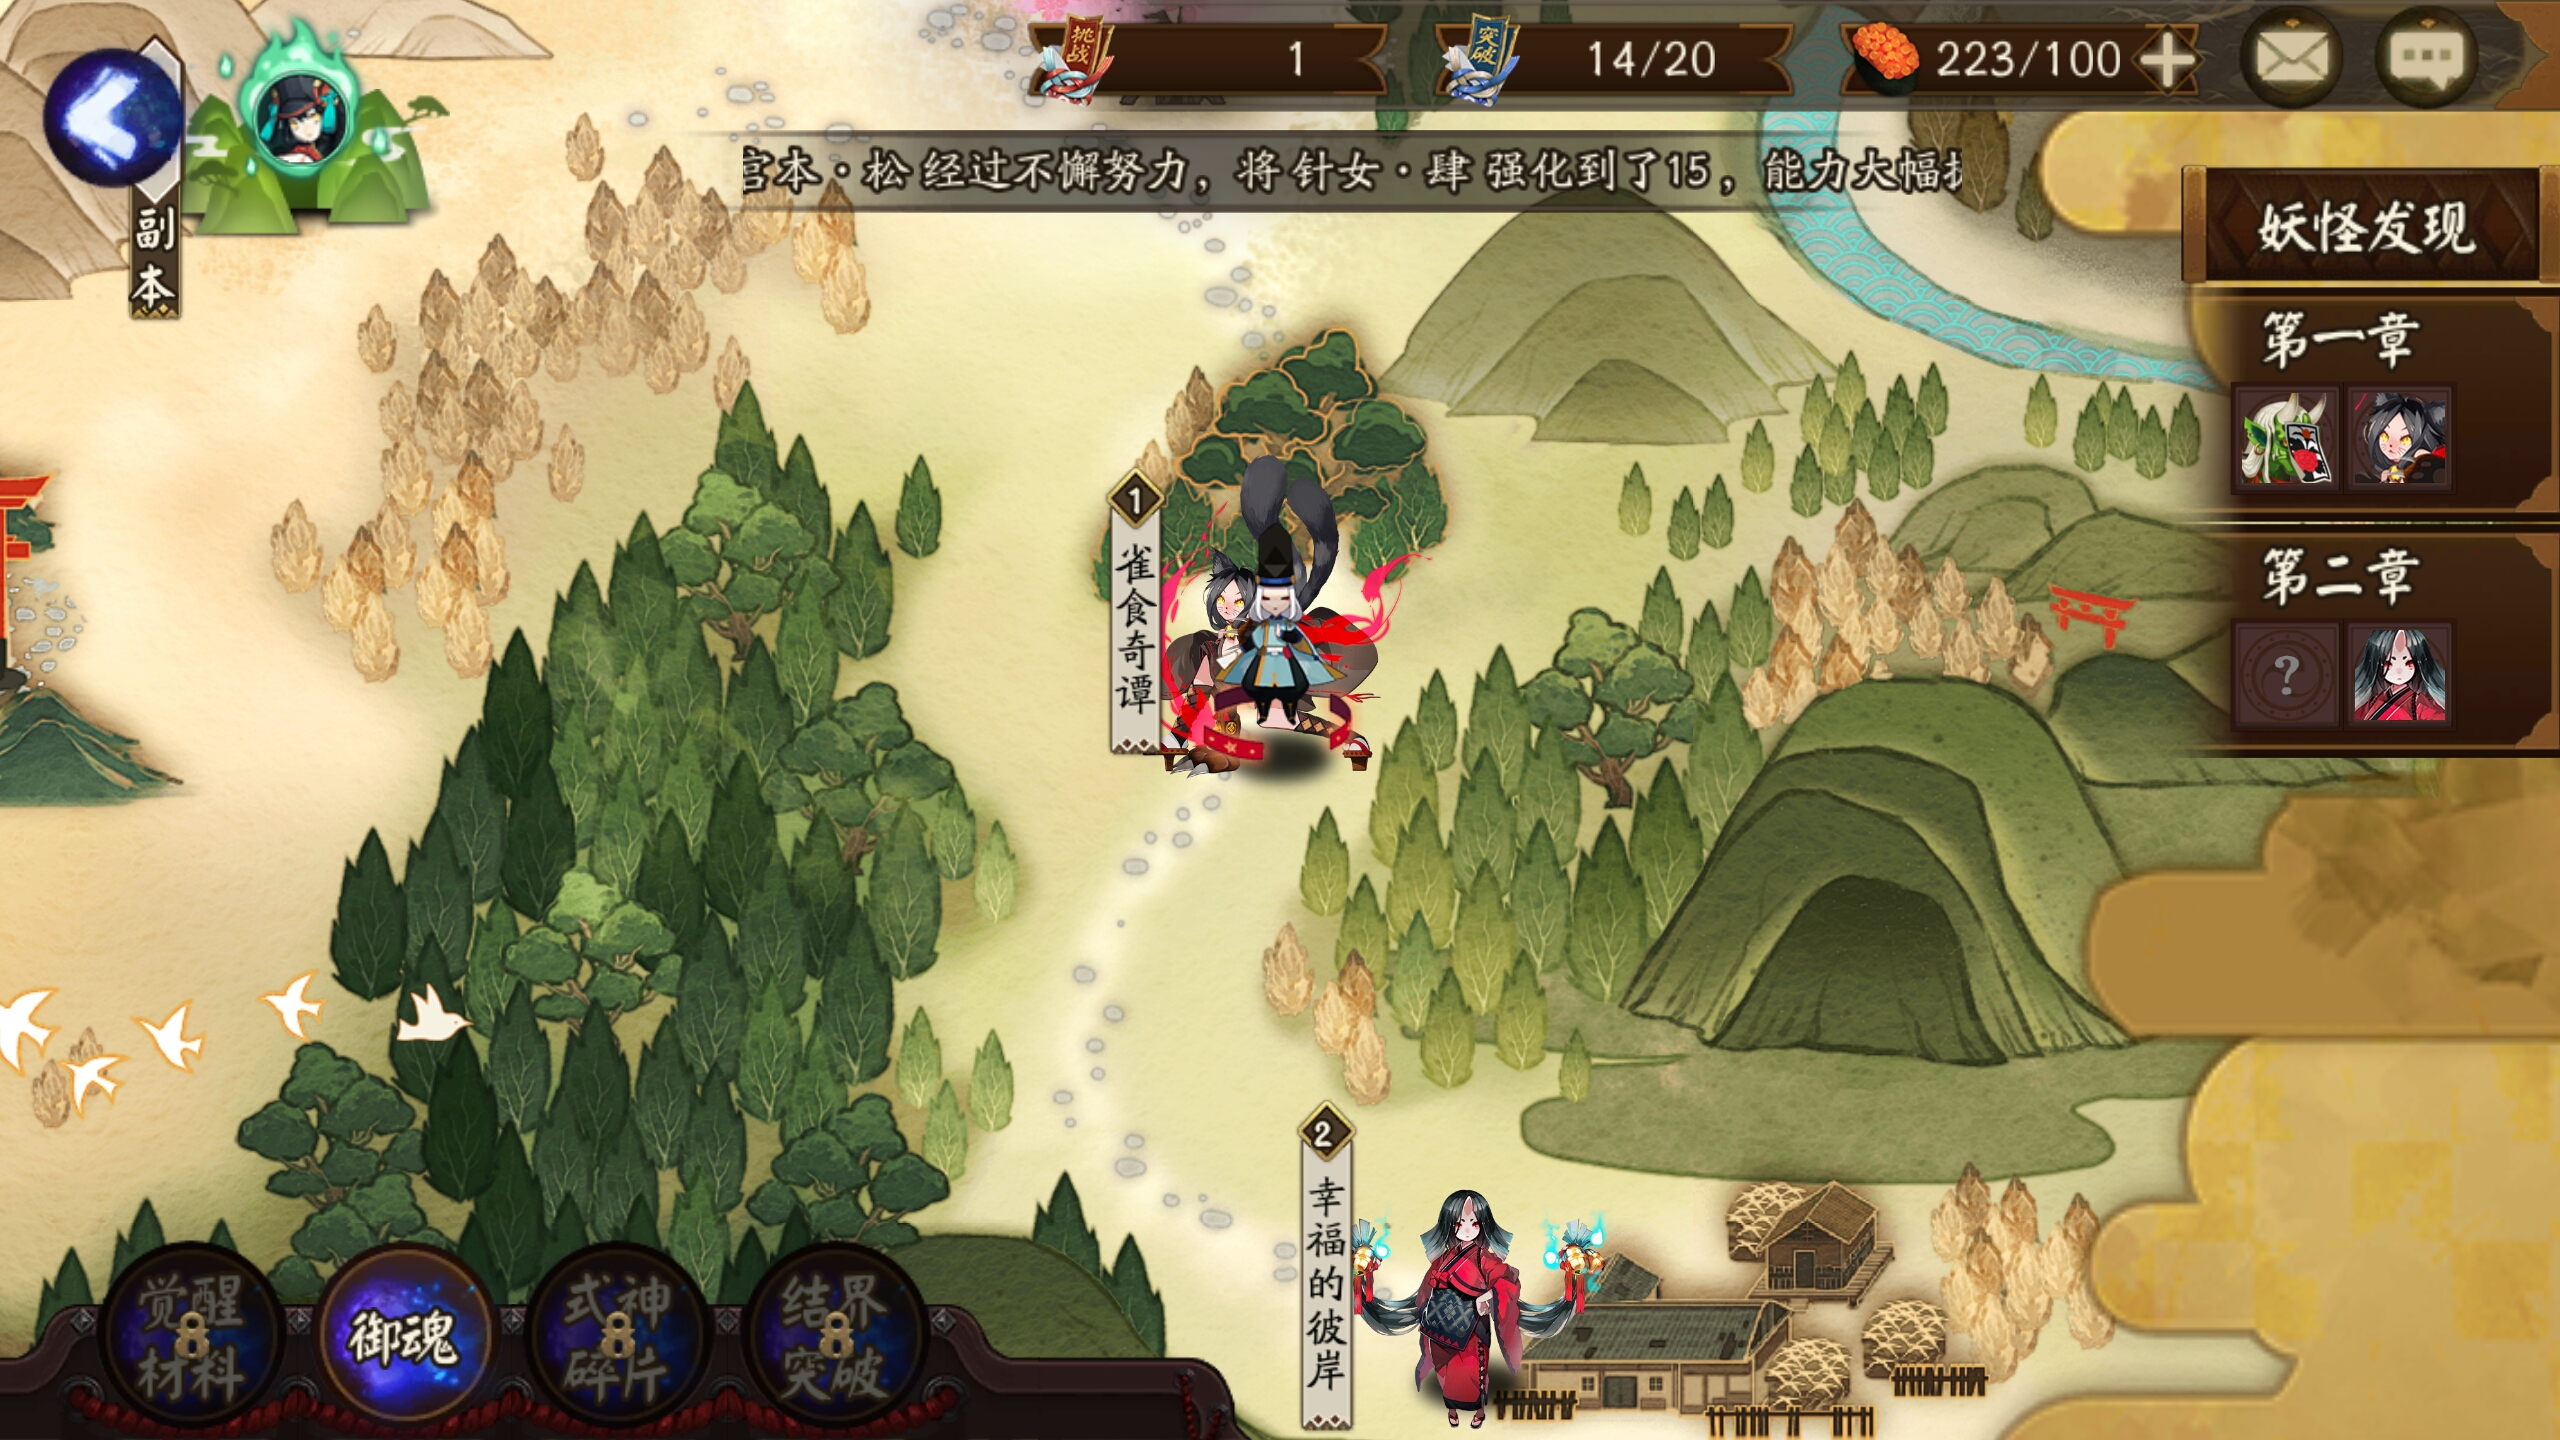 挑战
1
突破
14/20
223/100
副本
宫本·松 经过不懈努力，将 针女·肆 强化到了15，能力大幅
妖怪发现
第一章
第二章
?
1
雀食奇谭
2
幸福的彼岸
觉醒材料
8
御魂
式神碎片
8
结界突破
8